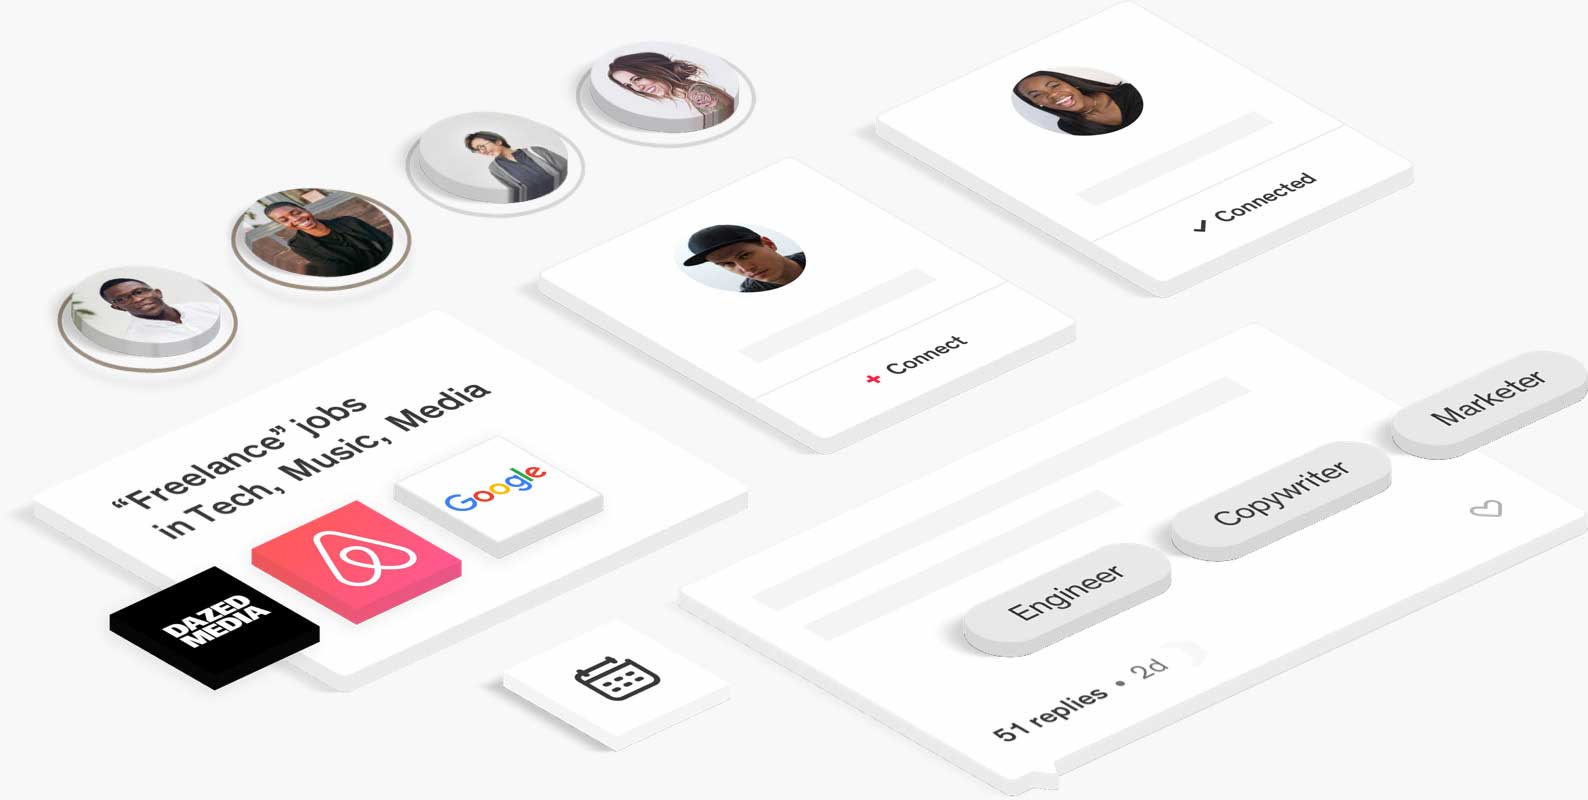 Connected
+ Connect
“Freelance” jobs
in Tech, Music, Media
Google
DAZED
MEDIA
Marketer
Copywriter
Engineer
51 replies • 2d